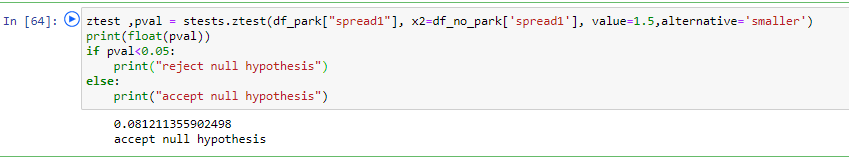 In [64]: ztest ,pval = stests.ztest(df_park["spread1"], x2=df_no_park['spread1'], value=1.5,alternative='smaller')
print(float(pval))
if pval<0.05:
    print("reject null hypothesis")
else:
    print("accept null hypothesis")
0.081211355902498
accept null hypothesis